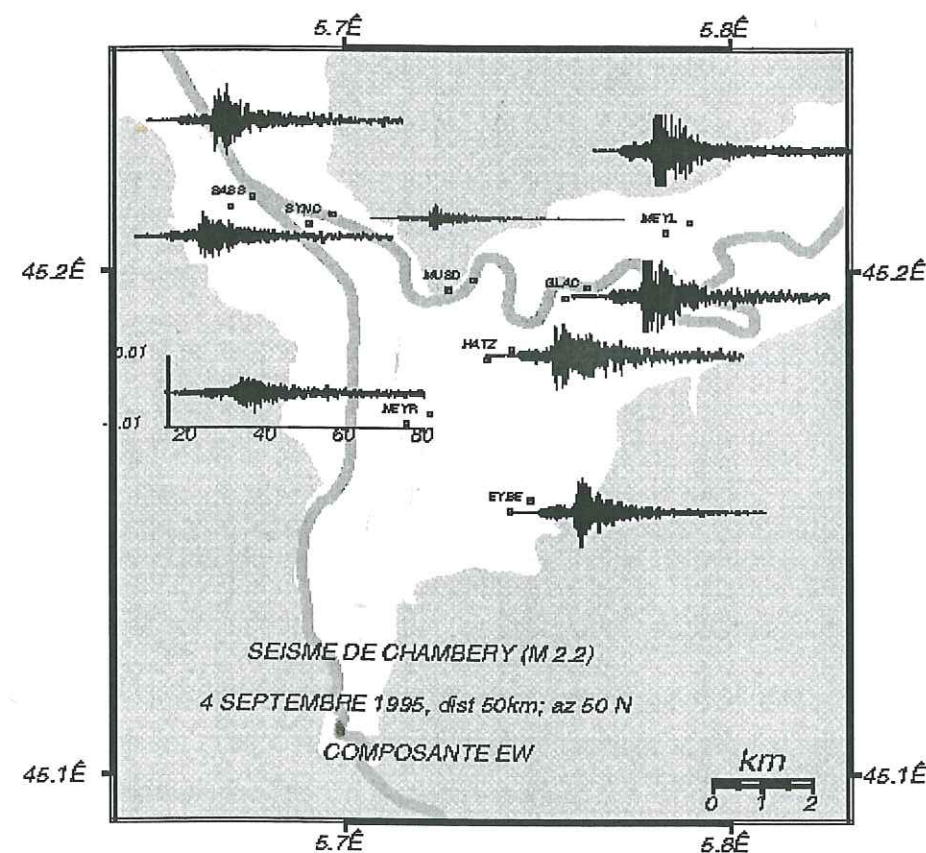 5.7Ê 5.8Ê
SASS
SYNC
MEYL
45.2Ê 45.2Ê
MUSD
GLAC
HATZ
0.01
-0.01
NEYR
20 40 60 80
EYBE
SEISME DE CHAMBERY (M 2.2)
4 SEPTEMBRE 1995, dist 50km; az 50 N
COMPOSANTE EW
km
45.1Ê 45.1Ê
0 1 2
5.7Ê 5.8Ê